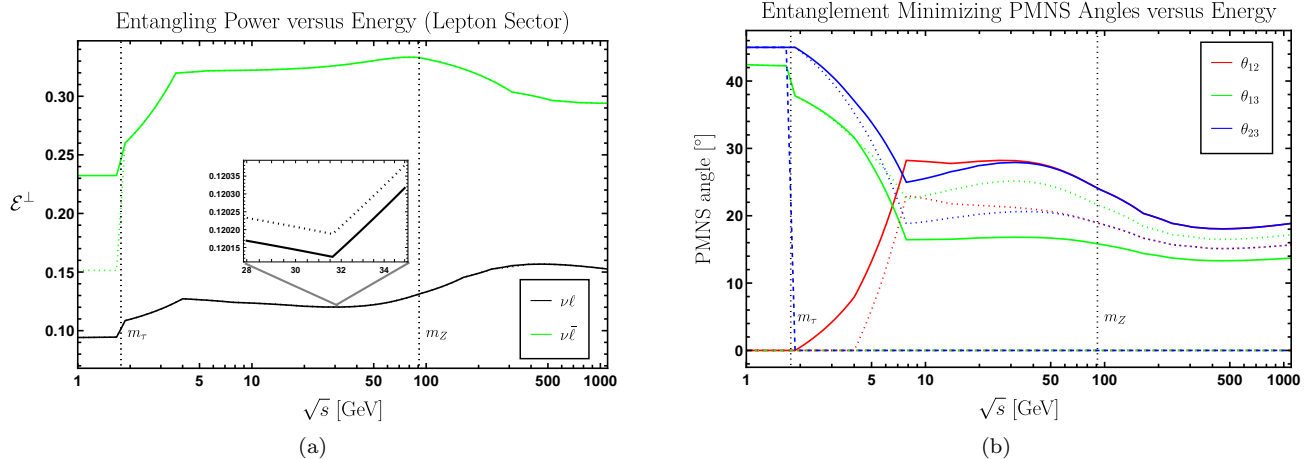 Entangling Power versus Energy (Lepton Sector)
0.30
0.25
0.20
0.15
0.10
ℰ⊥
0.12035
0.12030
0.12025
0.12020
0.12015
28 30 32 34
mτ
mZ
νℓ
νℓ̄
1 5 10 50 100 500 1000
√s [GeV]
(a)
Entanglement Minimizing PMNS Angles versus Energy
PMNS angle [°]
40
30
20
10
0
θ12
θ13
θ23
mτ
mZ
1 5 10 50 100 500 1000
√s [GeV]
(b)